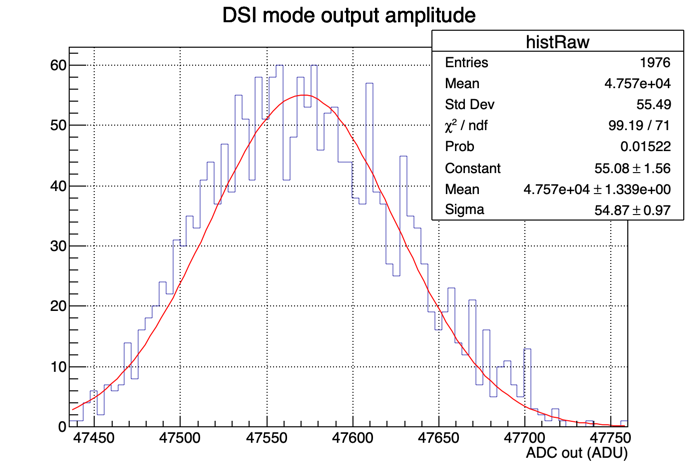 DSI mode output amplitude
histRaw
Entries 1976
Mean 4.757e+04
Std Dev 55.49
χ² / ndf 99.19 / 71
Prob 0.01522
Constant 55.08 ± 1.56
Mean 4.757e+04 ± 1.339e+00
Sigma 54.87 ± 0.97
60
50
40
30
20
10
0
47450 47500 47550 47600 47650 47700 47750
ADC out (ADU)